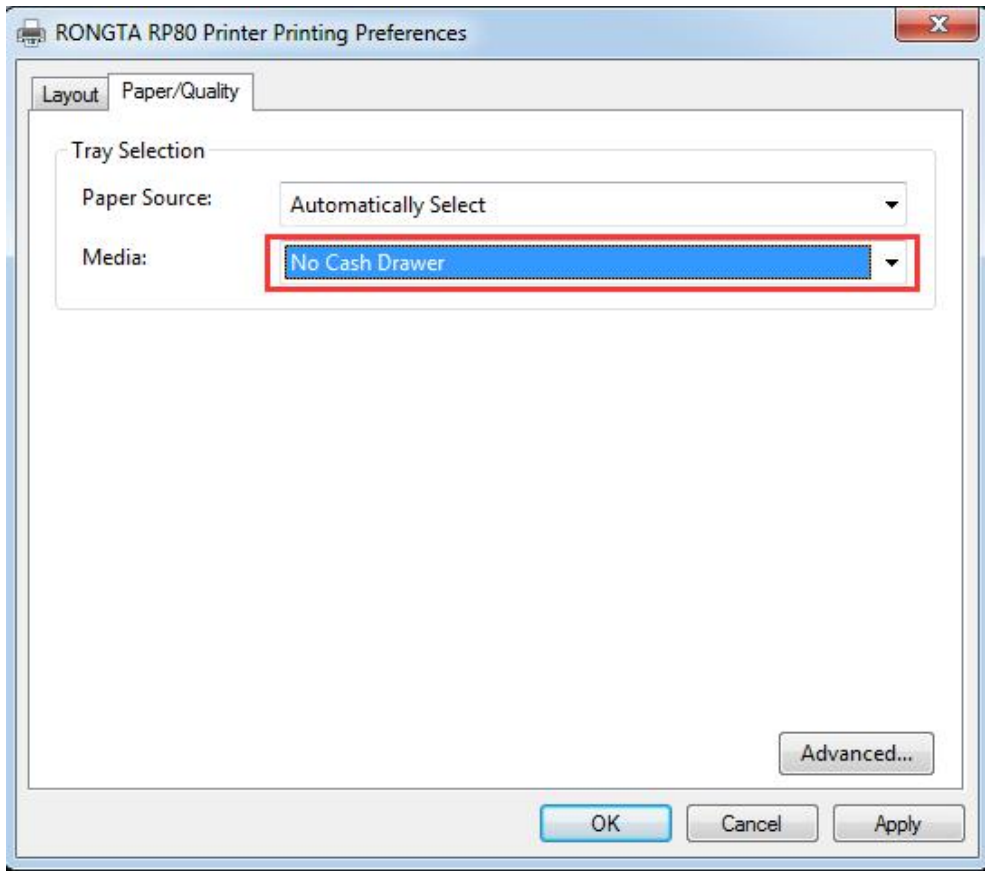 RONGTA RP80 Printer Printing Preferences
X
Layout Paper/Quality
Tray Selection
Paper Source: Automatically Select
Media: No Cash Drawer
Advanced...
OK Cancel Apply